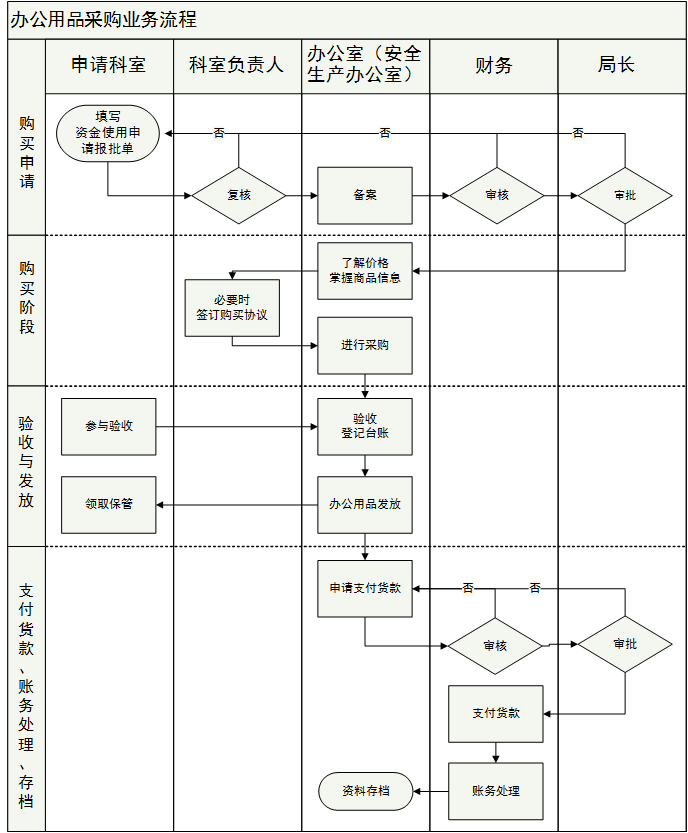 办公用品采购业务流程
申请科室
科室负责人
办公室（安全
生产办公室）
财务
局长
购买申请
填写
资金使用申
请报批单
否
否
否
复核
备案
审核
审批
购买阶段
了解价格
掌握商品信息
必要时
签订购买协议
进行采购
验收与发放
参与验收
验收
登记台账
领取保管
办公用品发放
支付货款、账务处理、存档
申请支付货款
否
否
审核
审批
支付货款
资料存档
账务处理